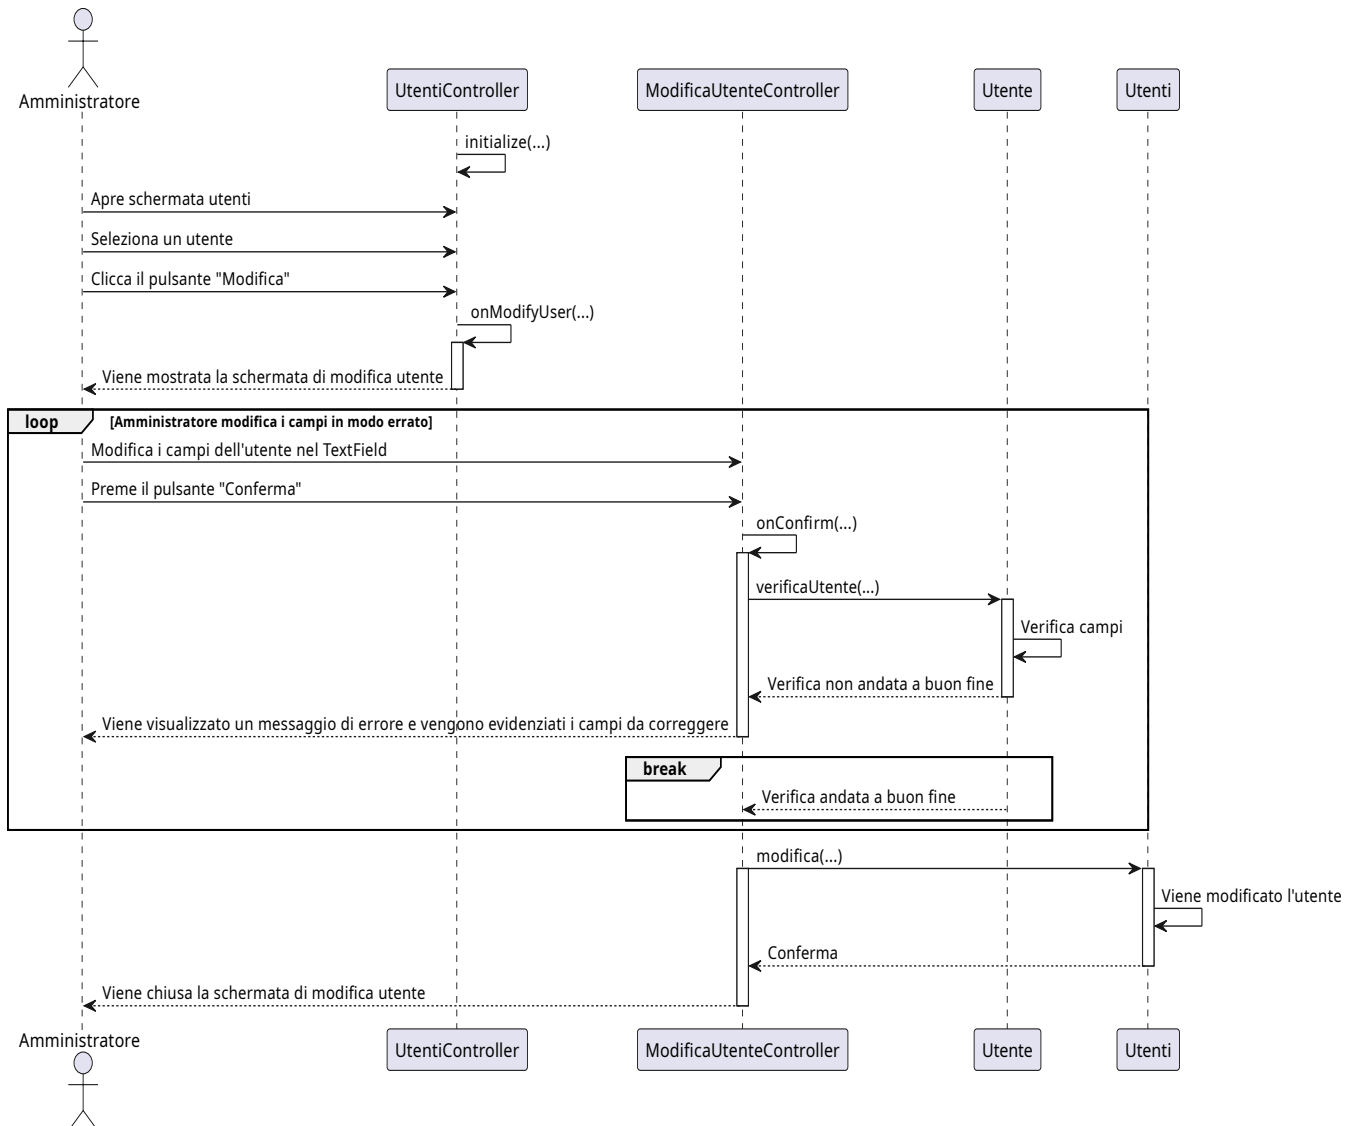 Amministratore
UtentiController
ModificaUtenteController
Utente
Utenti
initialize(...)
Apre schermata utenti
Seleziona un utente
Clicca il pulsante "Modifica"
onModifyUser(...)
Viene mostrata la schermata di modifica utente
loop
[Amministratore modifica i campi in modo errato]
Modifica i campi dell'utente nel TextField
Preme il pulsante "Conferma"
onConfirm(...)
verificaUtente(...)
Verifica campi
Verifica non andata a buon fine
Viene visualizzato un messaggio di errore e vengono evidenziati i campi da correggere
break
Verifica andata a buon fine
modifica(...)
Viene modificato l'utente
Conferma
Viene chiusa la schermata di modifica utente
Amministratore
UtentiController
ModificaUtenteController
Utente
Utenti